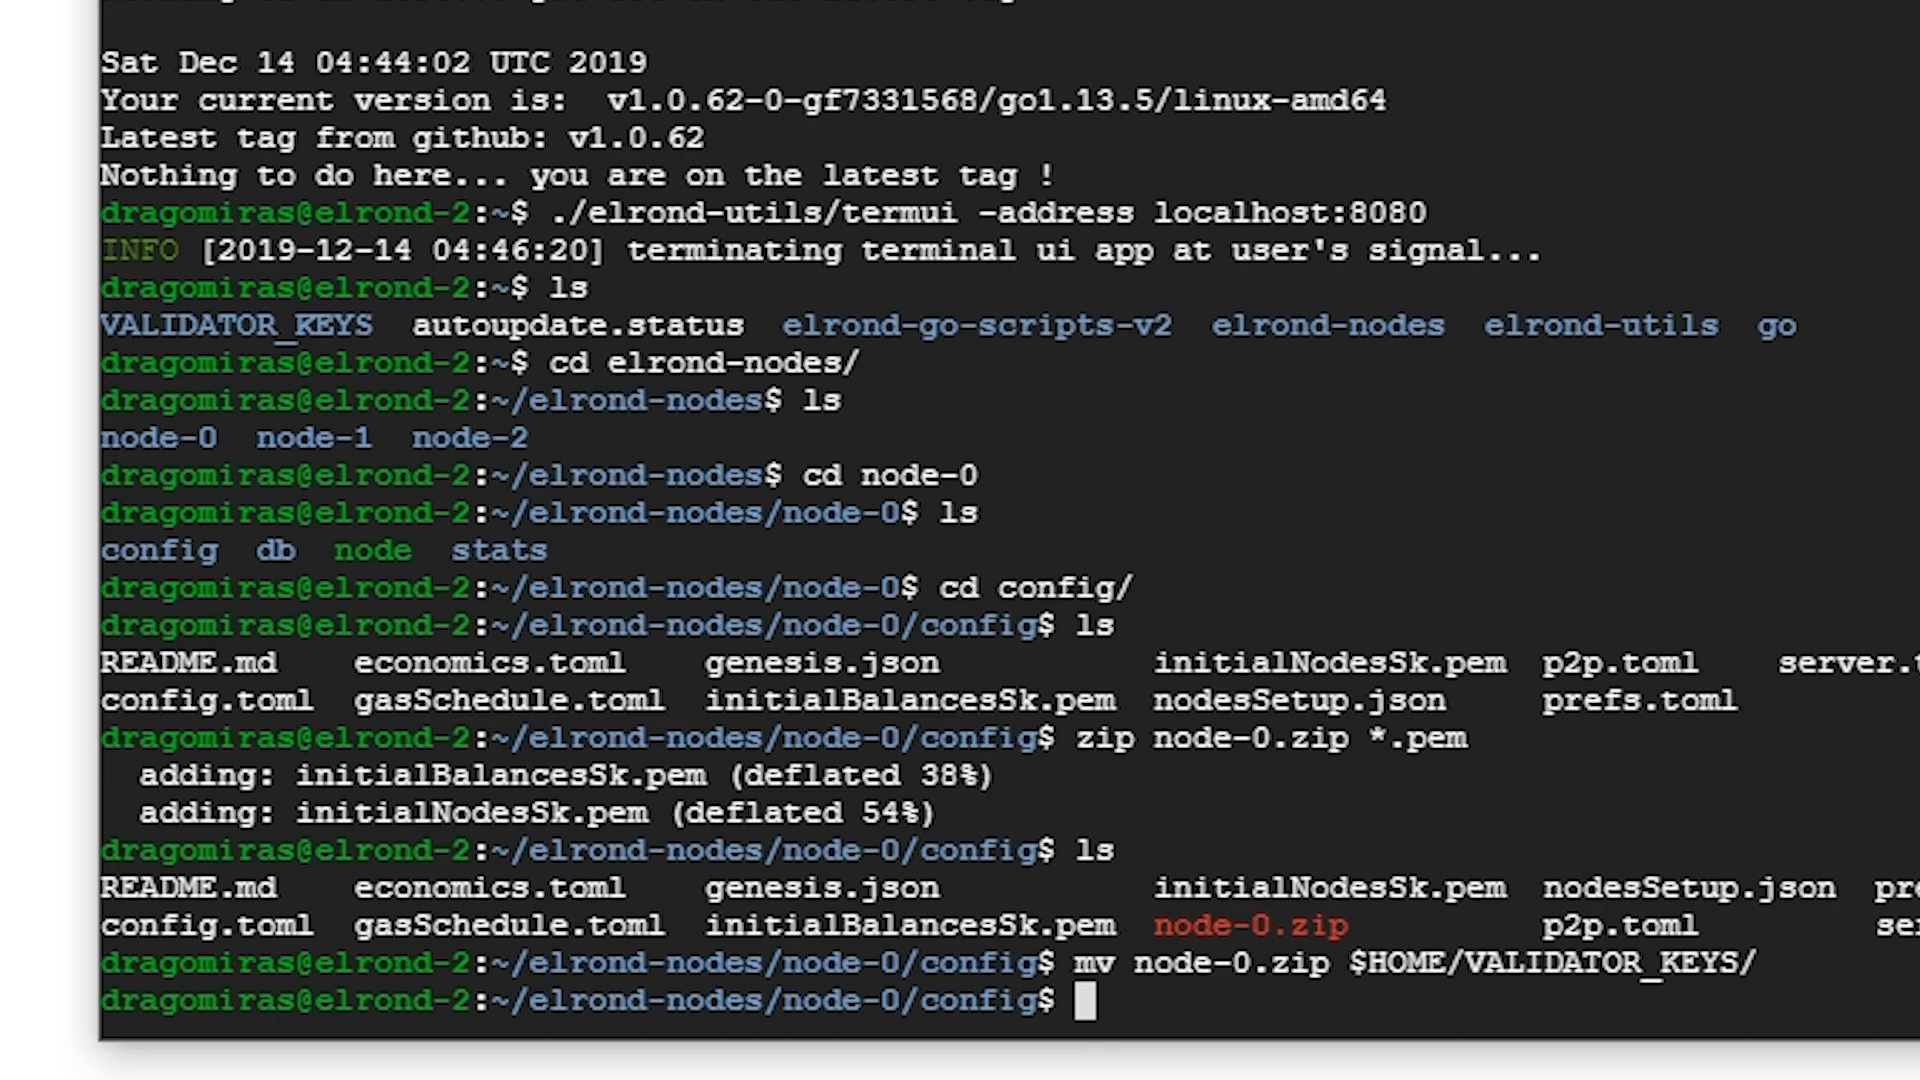 Sat Dec 14 04:44:02 UTC 2019
Your current version is:  v1.0.62-0-gf7331568/go1.13.5/linux-amd64
Latest tag from github: v1.0.62
Nothing to do here... you are on the latest tag !
dragomiras@elrond-2:~$ ./elrond-utils/termui -address localhost:8080
INFO [2019-12-14 04:46:20] terminating terminal ui app at user's signal...
dragomiras@elrond-2:~$ ls
VALIDATOR_KEYS  autoupdate.status  elrond-go-scripts-v2  elrond-nodes  elrond-utils  go
dragomiras@elrond-2:~$ cd elrond-nodes/
dragomiras@elrond-2:~/elrond-nodes$ ls
node-0  node-1  node-2
dragomiras@elrond-2:~/elrond-nodes$ cd node-0
dragomiras@elrond-2:~/elrond-nodes/node-0$ ls
config  db  node  stats
dragomiras@elrond-2:~/elrond-nodes/node-0$ cd config/
dragomiras@elrond-2:~/elrond-nodes/node-0/config$ ls
README.md    economics.toml    genesis.json           initialNodesSk.pem  p2p.toml    server.
config.toml  gasSchedule.toml  initialBalancesSk.pem  nodesSetup.json     prefs.toml
dragomiras@elrond-2:~/elrond-nodes/node-0/config$ zip node-0.zip *.pem
  adding: initialBalancesSk.pem (deflated 38%)
  adding: initialNodesSk.pem (deflated 54%)
dragomiras@elrond-2:~/elrond-nodes/node-0/config$ ls
README.md    economics.toml    genesis.json           initialNodesSk.pem  nodesSetup.json  pre
config.toml  gasSchedule.toml  initialBalancesSk.pem  node-0.zip          p2p.toml         ser
dragomiras@elrond-2:~/elrond-nodes/node-0/config$ mv node-0.zip $HOME/VALIDATOR_KEYS/
dragomiras@elrond-2:~/elrond-nodes/node-0/config$